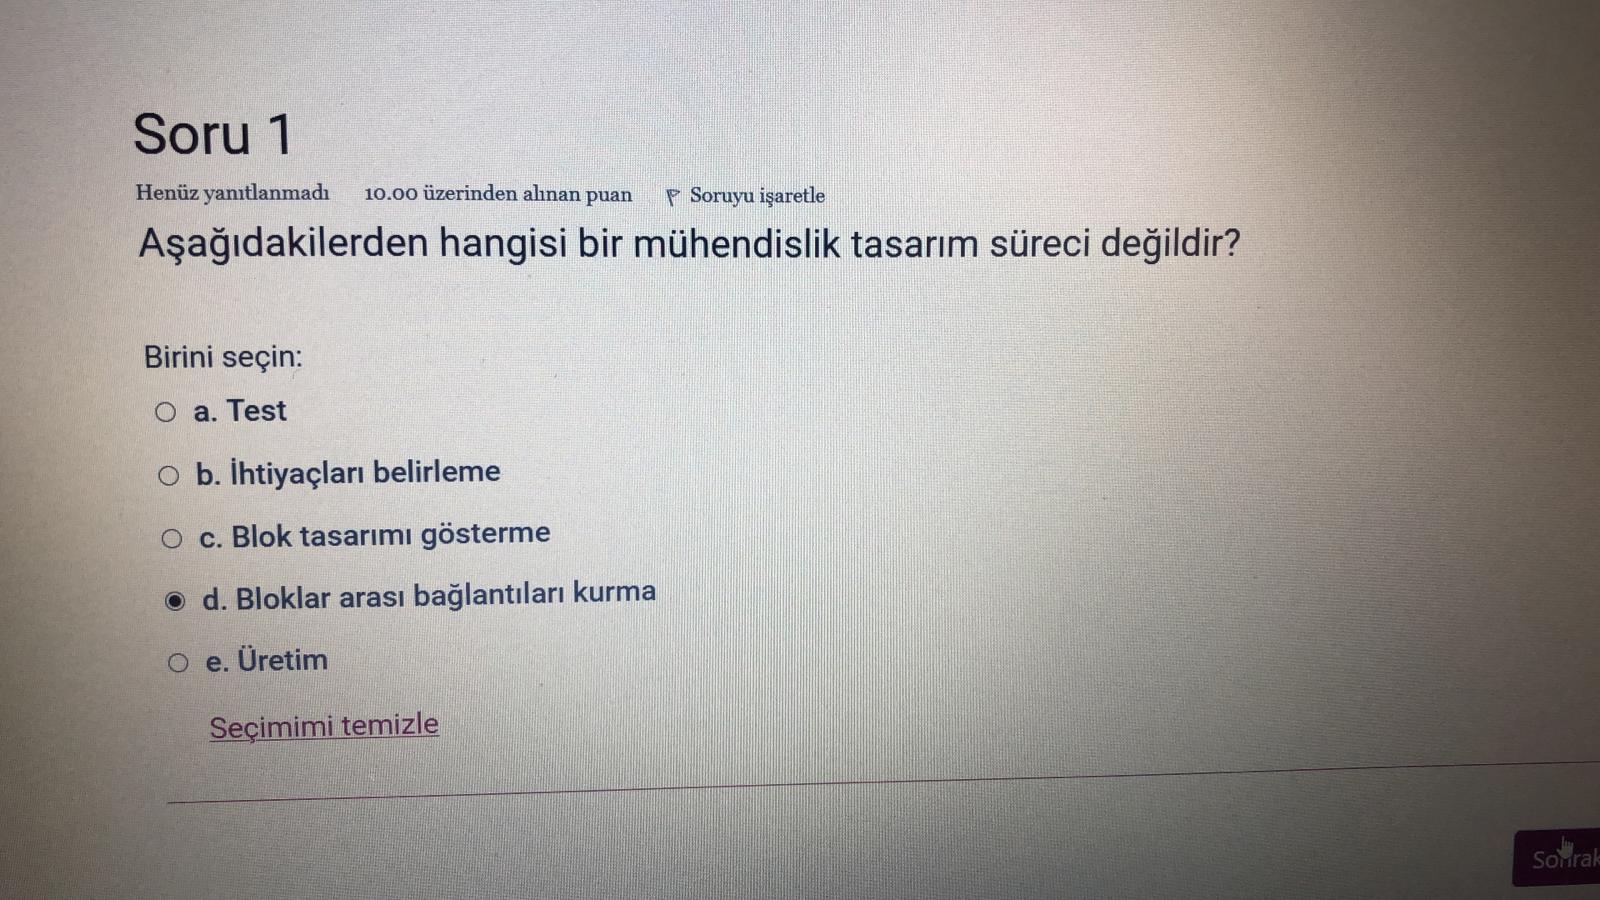 Soru 1
Henüz yanıtlanmadı 10.00 üzerinden alınan puan Soruyu işaretle
Aşağıdakilerden hangisi bir mühendislik tasarım süreci değildir?
Birini seçin:
a. Test
b. İhtiyaçları belirleme
c. Blok tasarımı gösterme
d. Bloklar arası bağlantıları kurma
e. Üretim
Seçimimi temizle